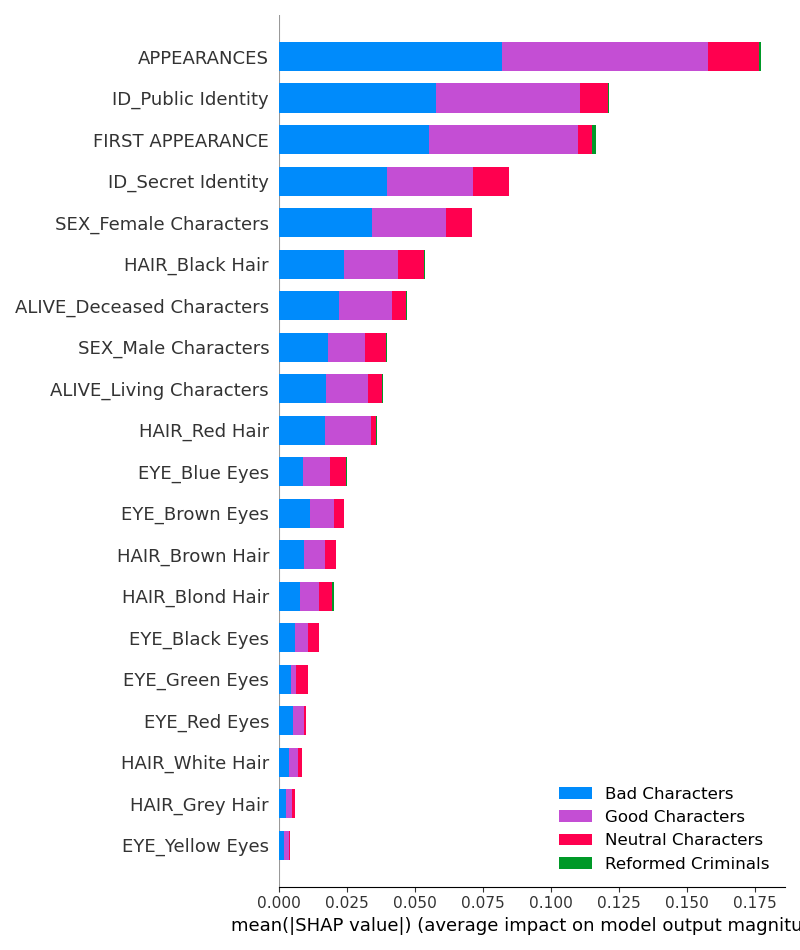 APPEARANCES
ID_Public Identity
FIRST APPEARANCE
ID_Secret Identity
SEX_Female Characters
HAIR_Black Hair
ALIVE_Deceased Characters
SEX_Male Characters
ALIVE_Living Characters
HAIR_Red Hair
EYE_Blue Eyes
EYE_Brown Eyes
HAIR_Brown Hair
HAIR_Blond Hair
EYE_Black Eyes
EYE_Green Eyes
EYE_Red Eyes
HAIR_White Hair
HAIR_Grey Hair
EYE_Yellow Eyes
Bad Characters
Good Characters
Neutral Characters
Reformed Criminals
0.000 0.025 0.050 0.075 0.100 0.125 0.150 0.175
mean(|SHAP value|) (average impact on model output magnitu